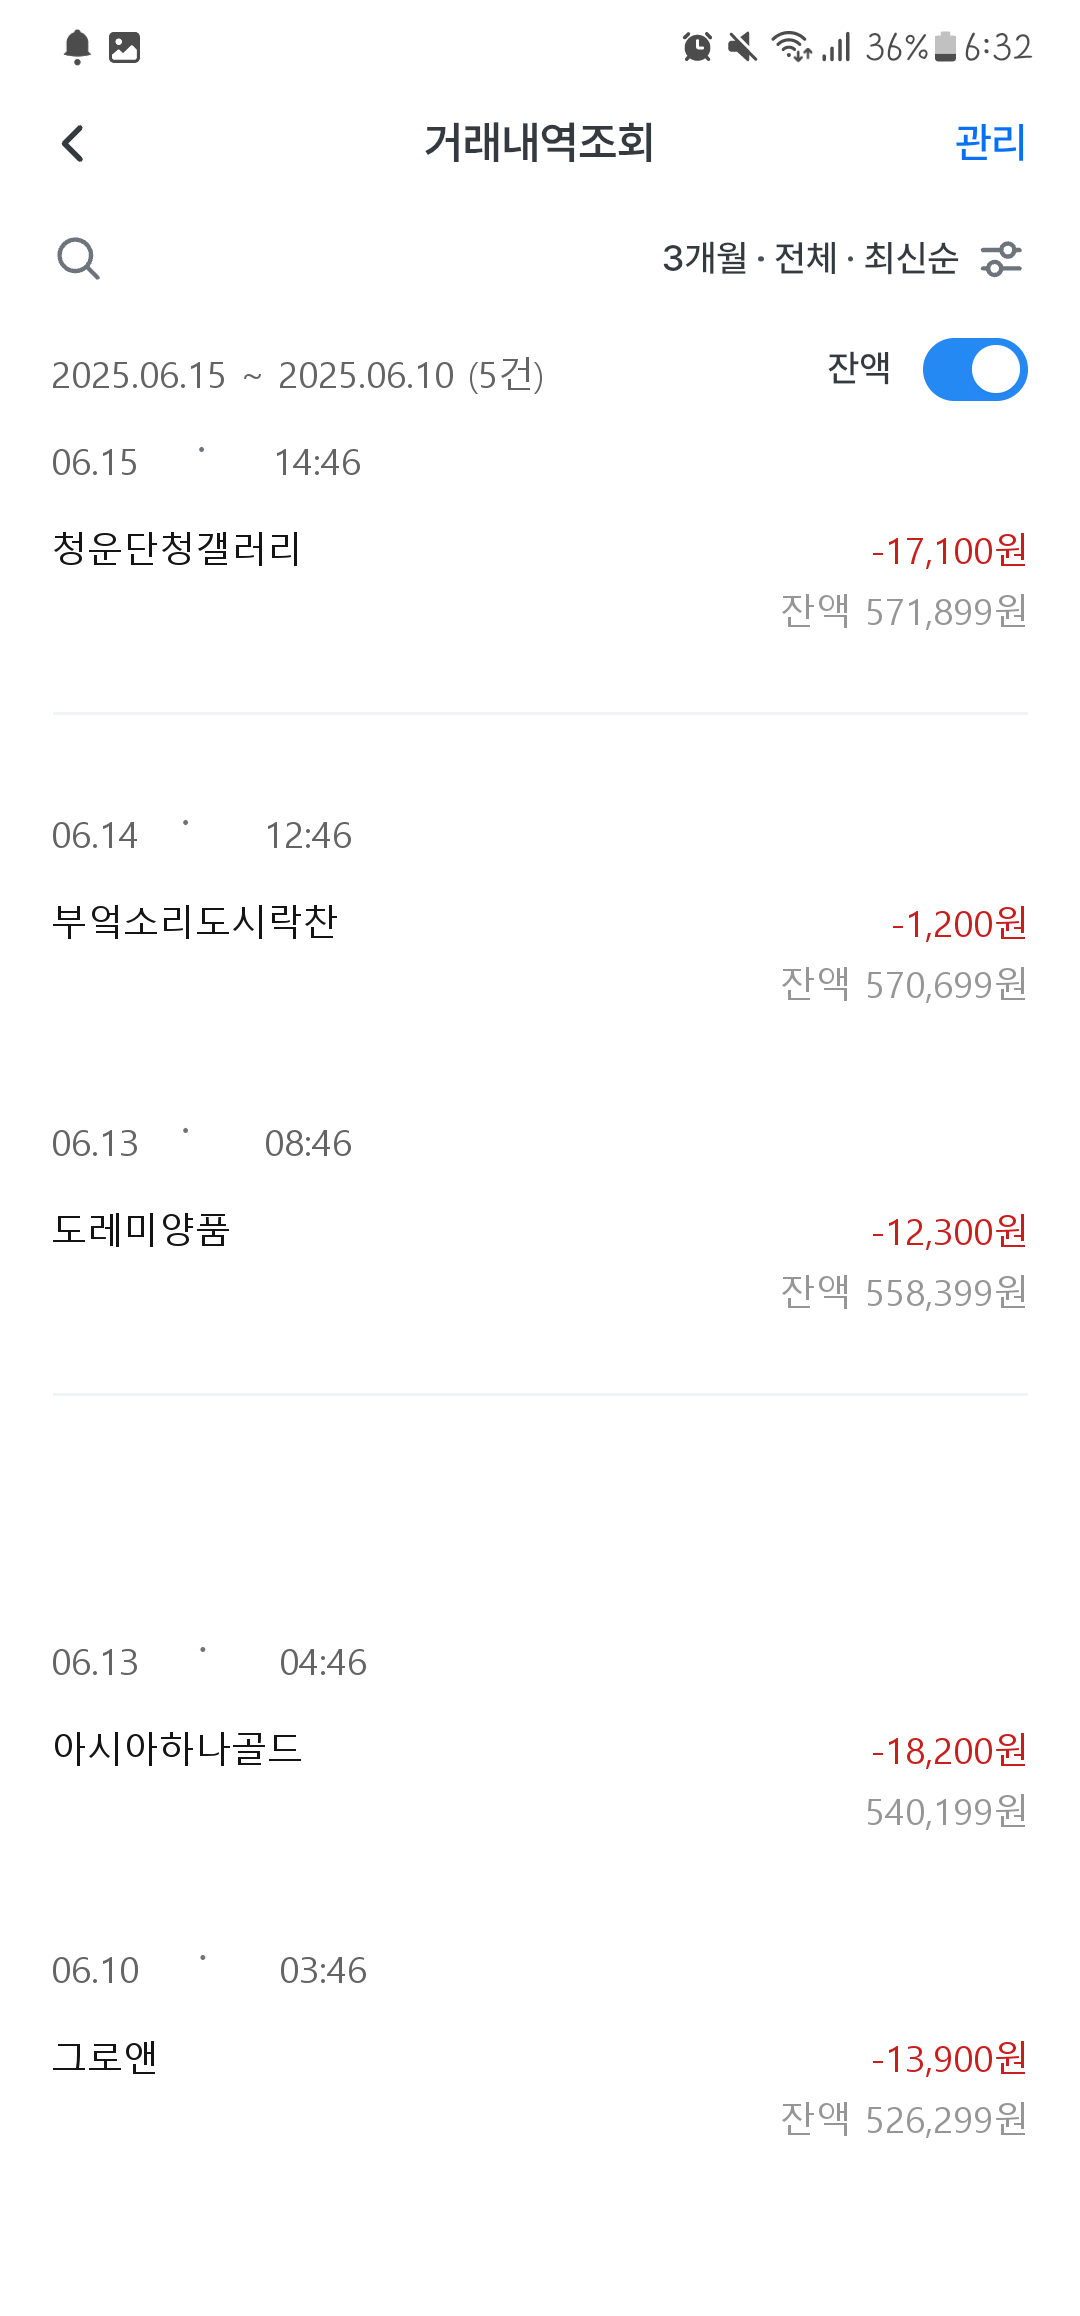 36% 6:32
거래내역조회 관리
3개월 · 전체 · 최신순
2025.06.15 ~ 2025.06.10 (5건) 잔액
06.15 · 14:46
청운단청갤러리 -17,100원
잔액 571,899원
06.14 · 12:46
부엌소리도시락찬 -1,200원
잔액 570,699원
06.13 · 08:46
도레미양품 -12,300원
잔액 558,399원
06.13 · 04:46
아시아하나골드 -18,200원
540,199원
06.10 · 03:46
그로앤 -13,900원
잔액 526,299원